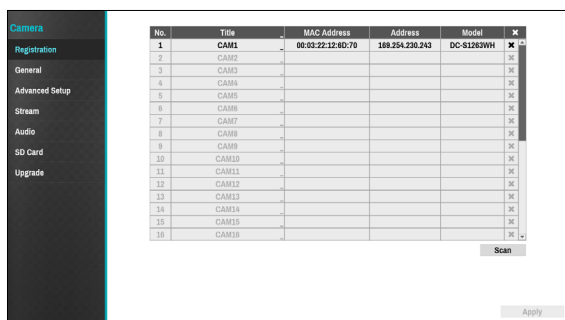 Camera
Registration
General
Advanced Setup
Stream
Audio
SD Card
Upgrade
No. Title ... MAC Address Address Model ✖
1 CAM1 ... 00:03:22:12:6D:70 169.254.230.243 DC-S1263WH ✖
2 CAM2 ... ✖
3 CAM3 ... ✖
4 CAM4 ... ✖
5 CAM5 ... ✖
6 CAM6 ... ✖
7 CAM7 ... ✖
8 CAM8 ... ✖
9 CAM9 ... ✖
10 CAM10 ... ✖
11 CAM11 ... ✖
12 CAM12 ... ✖
13 CAM13 ... ✖
14 CAM14 ... ✖
15 CAM15 ... ✖
16 CAM16 ... ✖
Scan
Apply